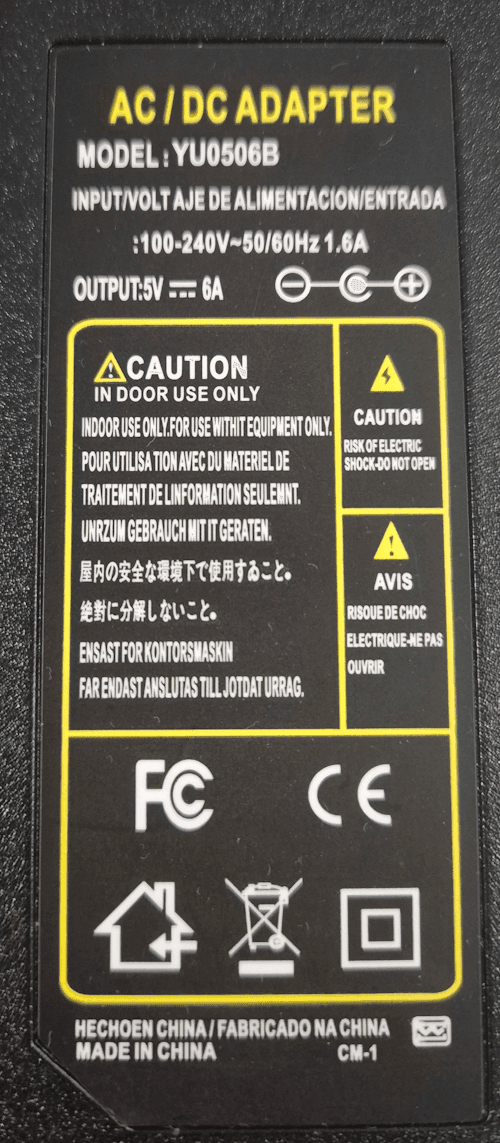 AC / DC ADAPTER
MODEL : YU0506B
INPUT/VOLT AJE DE ALIMENTACION/ENTRADA
:100-240V~50/60Hz 1.6A
OUTPUT:5V ⎓ 6A
CAUTION
IN DOOR USE ONLY
INDOOR USE ONLY.FOR USE WITHIT EQUIPMENT ONLY.
POUR UTILISA TION AVEC DU MATERIEL DE
TRAITEMENT DE LINFORMATION SEULEMNT.
UNRZUM GEBRAUCH MIT IT GERATEN.
屋内の安全な環境下で使用すること。
絶對に分解しないこと。
ENSAST FOR KONTORSMASKIN
FAR ENDAST ANSLUTAS TILL JOTDAT URRAG.
CAUTION
RISK OF ELECTRIC
SHOCK-DO NOT OPEN
AVIS
RISOUE DE CHOC
ELECTRIQUE-NE PAS
OUVRIR
FC CE
HECHOEN CHINA / FABRICADO NA CHINA
MADE IN CHINA CM-1